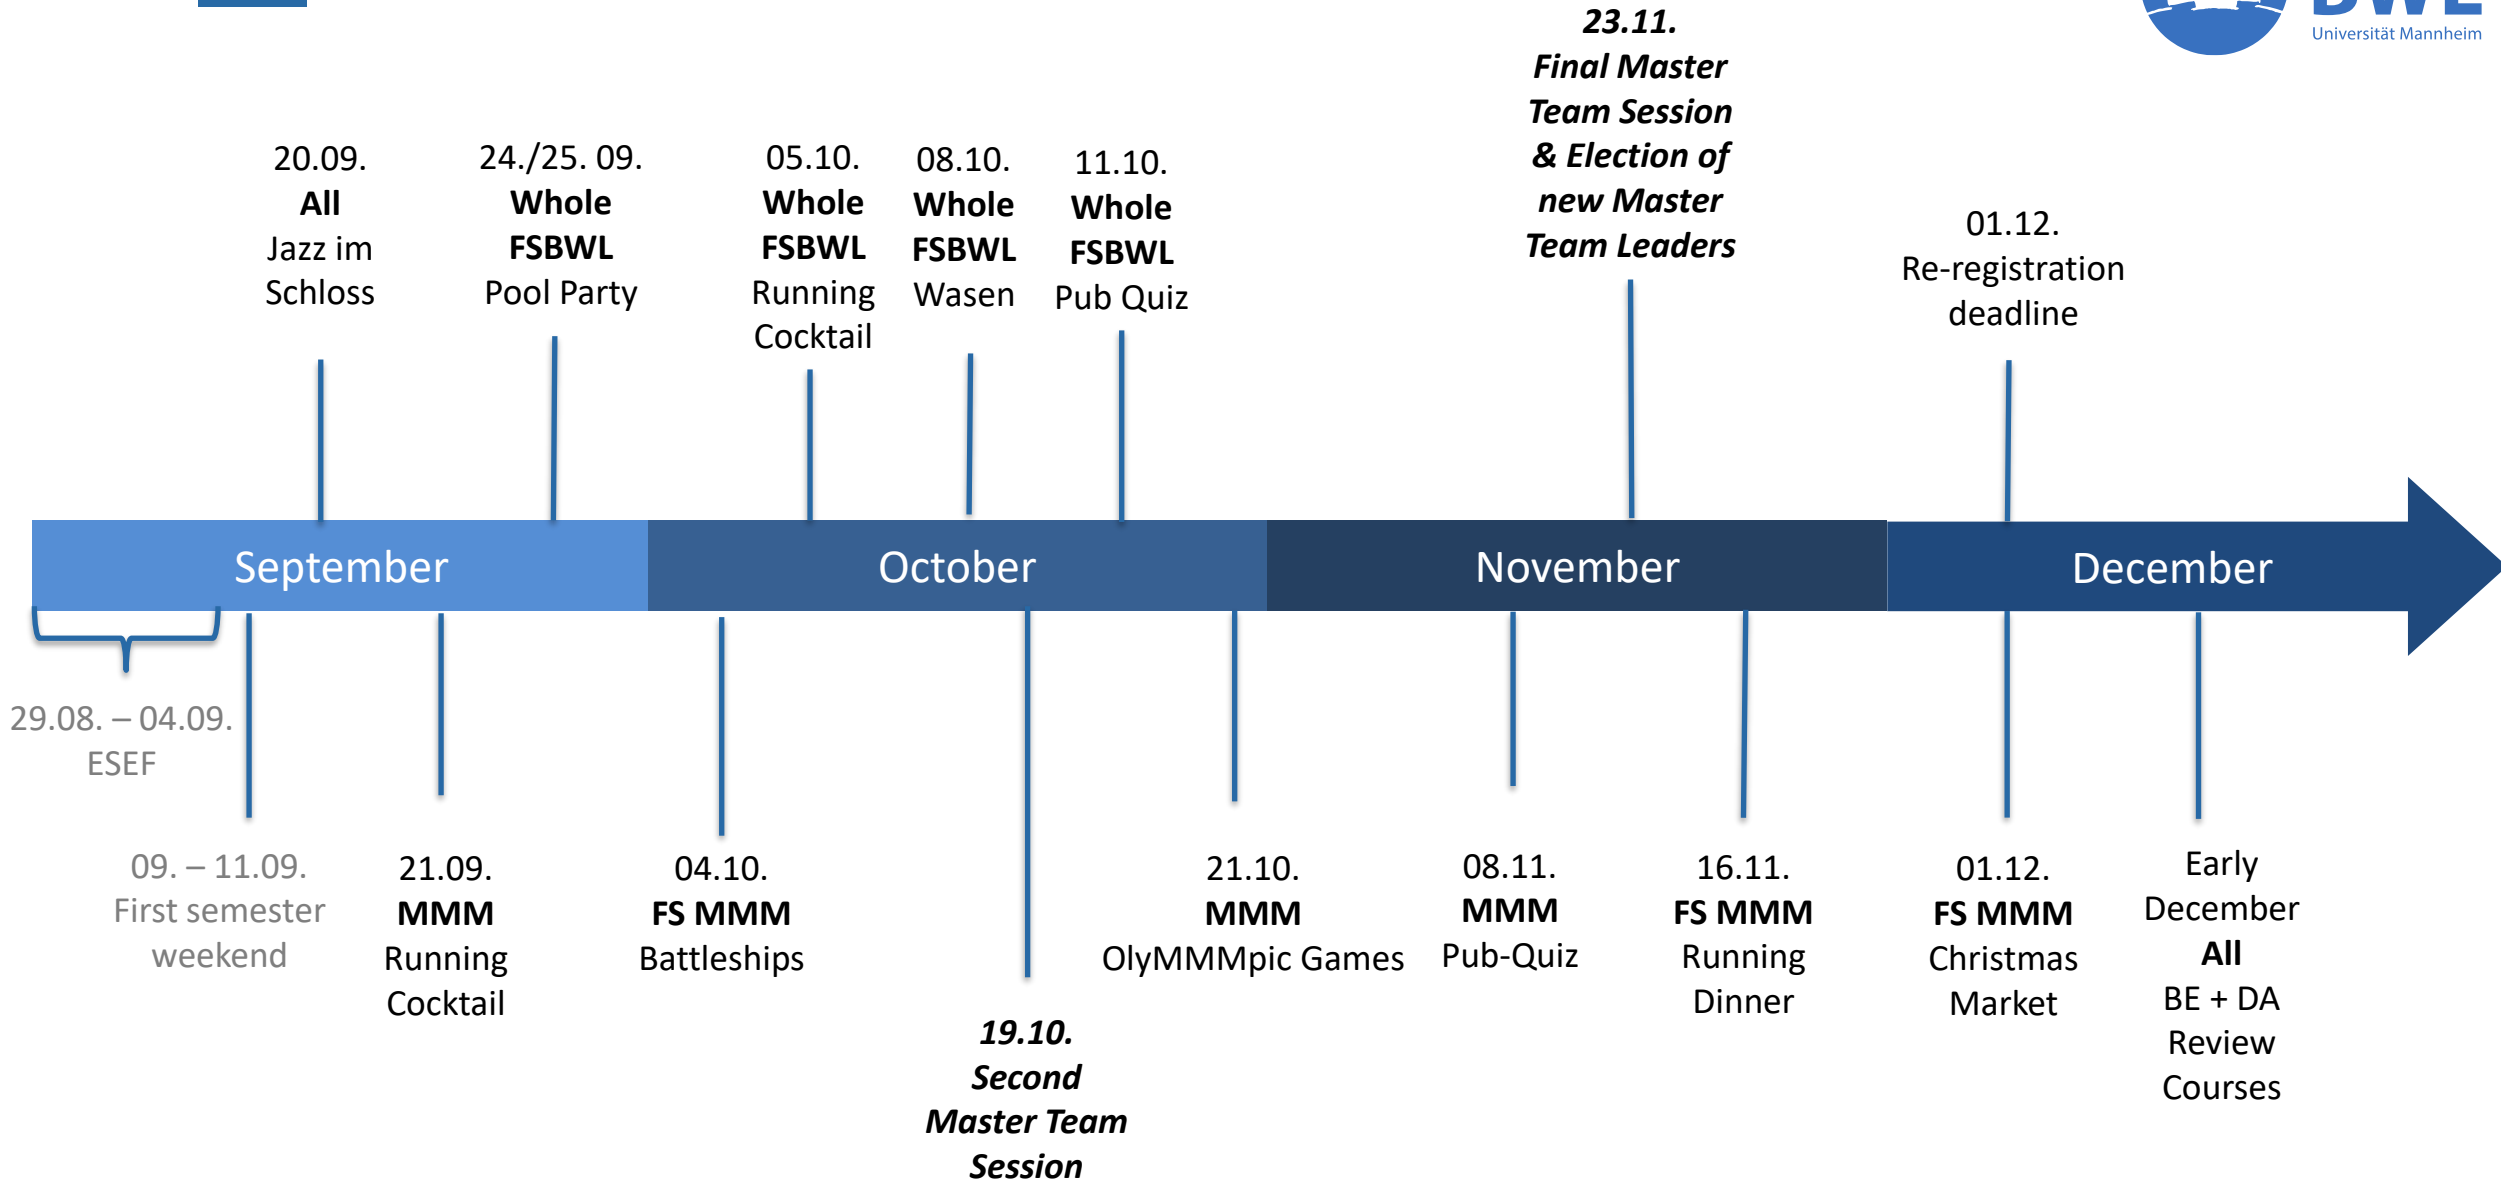 BWL
Universität Mannheim
23.11.
Final Master
Team Session
& Election of
new Master
Team Leaders
20.09.
All
Jazz im
Schloss
24./25. 09.
Whole
FSBWL
Pool Party
05.10.
Whole
FSBWL
Running
Cocktail
08.10.
Whole
FSBWL
Wasen
11.10.
Whole
FSBWL
Pub Quiz
01.12.
Re-registration
deadline
September
October
November
December
29.08. – 04.09.
ESEF
09. – 11.09.
First semester
weekend
21.09.
MMM
Running
Cocktail
04.10.
FS MMM
Battleships
19.10.
Second
Master Team
Session
21.10.
MMM
OlyMMMpic Games
08.11.
MMM
Pub-Quiz
16.11.
FS MMM
Running
Dinner
01.12.
FS MMM
Christmas
Market
Early
December
All
BE + DA
Review
Courses